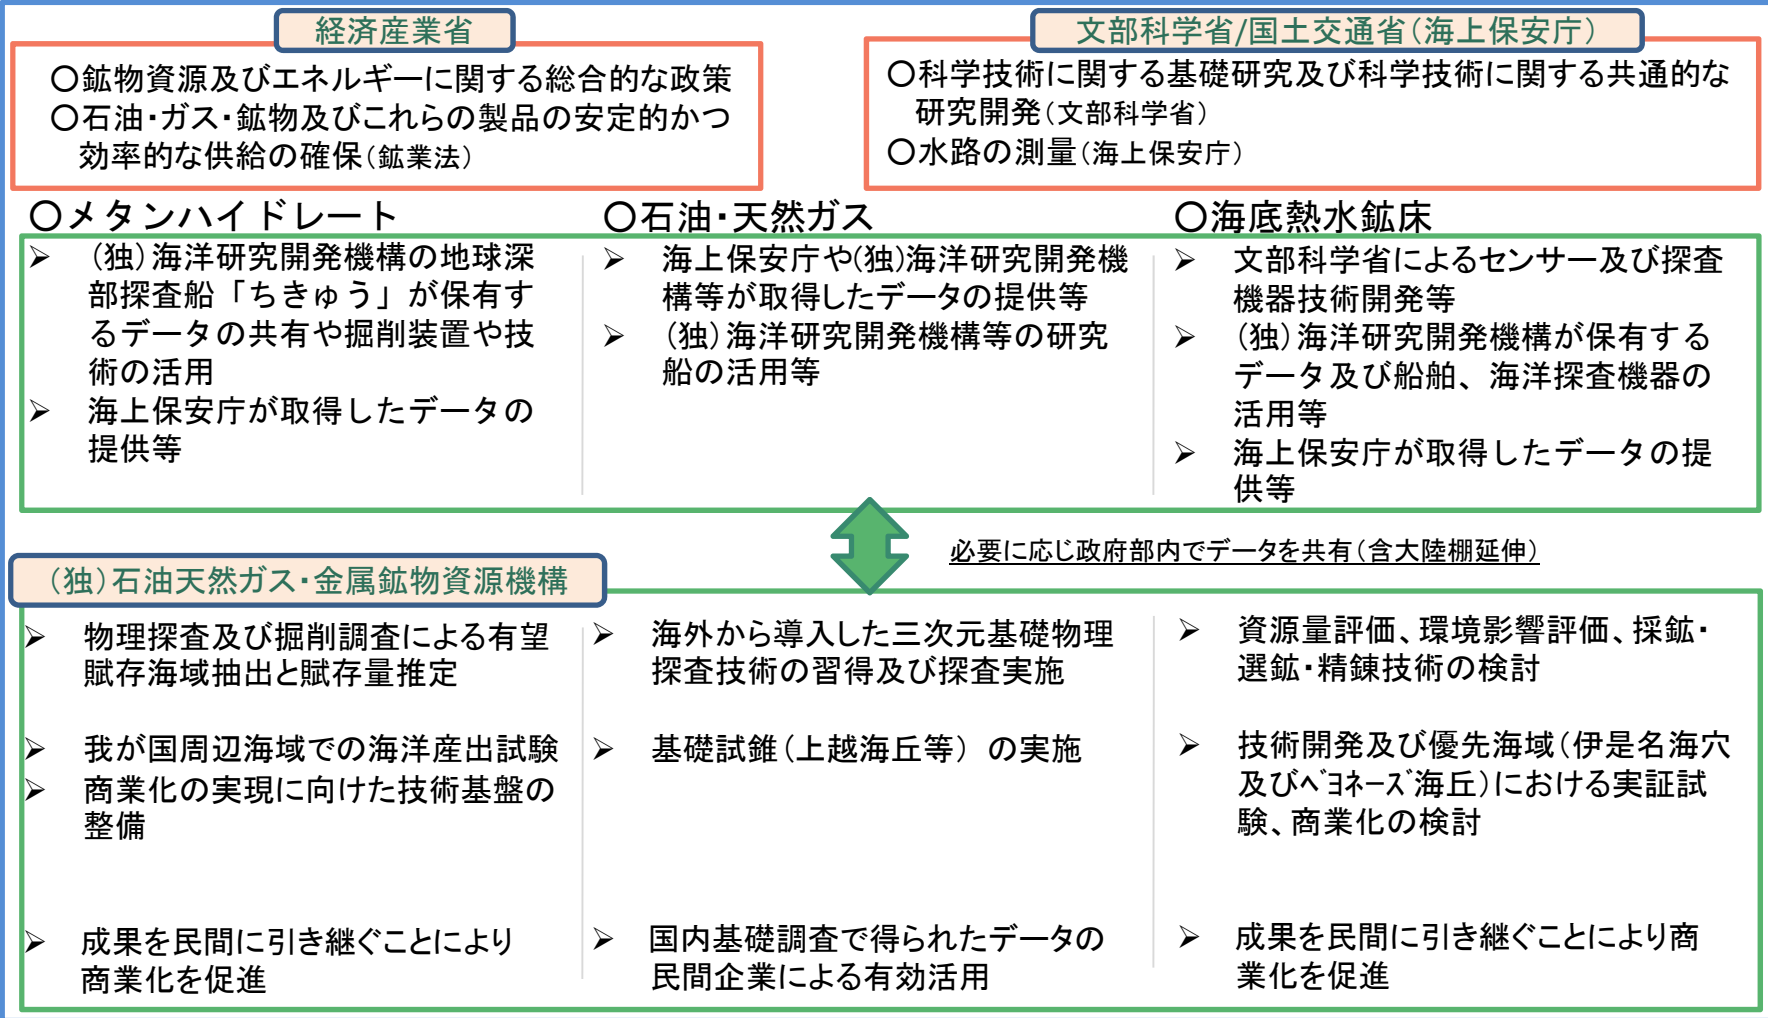 経済産業省
〇鉱物資源及びエネルギーに関する総合的な政策
〇石油・ガス・鉱物及びこれらの製品の安定的かつ
効率的な供給の確保（鉱業法）
文部科学省/国土交通省（海上保安庁）
〇科学技術に関する基礎研究及び科学技術に関する共通的な
研究開発（文部科学省）
〇水路の測量（海上保安庁）
〇メタンハイドレート
➢ （独）海洋研究開発機構の地球深
部探査船「ちきゅう」が保有す
るデータの共有や掘削装置や技
術の活用
➢ 海上保安庁が取得したデータの
提供等
〇石油・天然ガス
➢ 海上保安庁や(独)海洋研究開発機
構等が取得したデータの提供等
➢ （独）海洋研究開発機構等の研究
船の活用等
〇海底熱水鉱床
➢ 文部科学省によるセンサー及び探査
機器技術開発等
➢ （独）海洋研究開発機構が保有する
データ及び船舶、海洋探査機器の
活用等
➢ 海上保安庁が取得したデータの提
供等
必要に応じ政府部内でデータを共有（含大陸棚延伸）
（独）石油天然ガス・金属鉱物資源機構
➢ 物理探査及び掘削調査による有望
賦存海域抽出と賦存量推定
➢ 我が国周辺海域での海洋産出試験
➢ 商業化の実現に向けた技術基盤の
整備
➢ 成果を民間に引き継ぐことにより
商業化を促進
➢ 海外から導入した三次元基礎物理
探査技術の習得及び探査実施
➢ 基礎試錐（上越海丘等）の実施
➢ 国内基礎調査で得られたデータの
民間企業による有効活用
➢ 資源量評価、環境影響評価、採鉱・
選鉱・精錬技術の検討
➢ 技術開発及び優先海域（伊是名海穴
及びﾍﾞﾖﾈｰｽﾞ海丘）における実証試
験、商業化の検討
➢ 成果を民間に引き継ぐことにより商
業化を促進